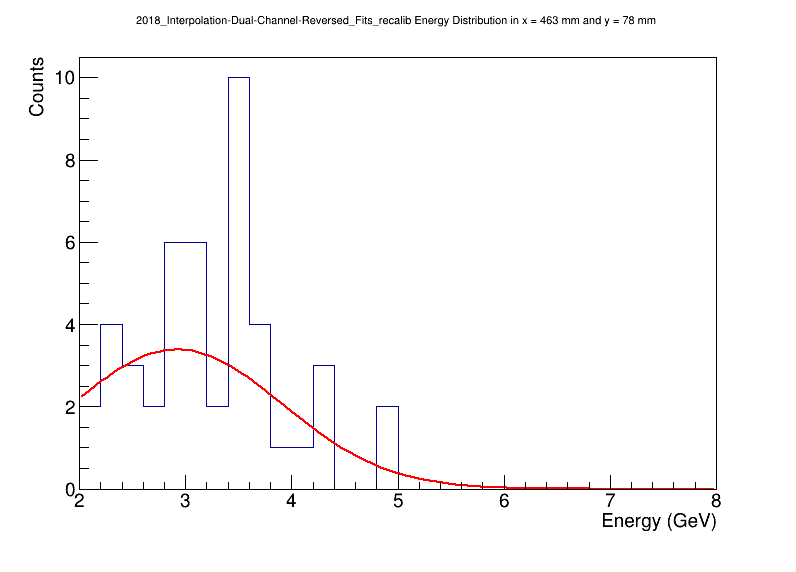 2018_Interpolation-Dual-Channel-Reversed_Fits_recalib Energy Distribution in x = 463 mm and y = 78 mm
Counts
10
8
6
4
2
0
2 3 4 5 6 7 8
Energy (GeV)